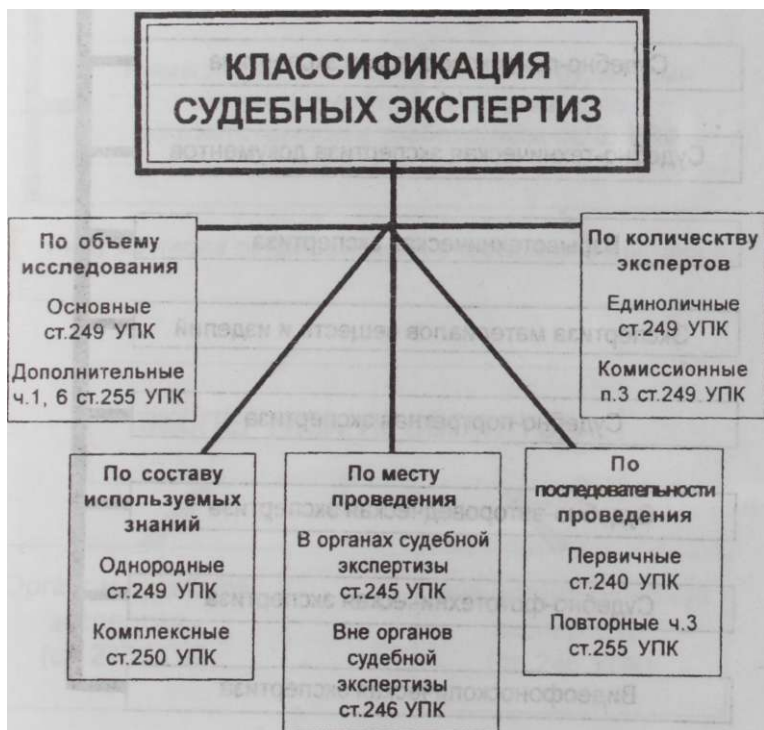 КЛАССИФИКАЦИЯ
СУДЕБНЫХ ЭКСПЕРТИЗ
По объему
исследования
Основные
ст.249 УПК
Дополнительные
ч.1, 6 ст.255 УПК
По количеству
экспертов
Единоличные
ст.249 УПК
Комиссионные
п.3 ст.249 УПК
По составу
используемых
знаний
Однородные
ст.249 УПК
Комплексные
ст.250 УПК
По месту
проведения
В органах судебной
экспертизы
ст.245 УПК
Вне органов
судебной
экспертизы
ст.246 УПК
По
последовательности
проведения
Первичные
ст.240 УПК
Повторные ч.3
ст.255 УПК